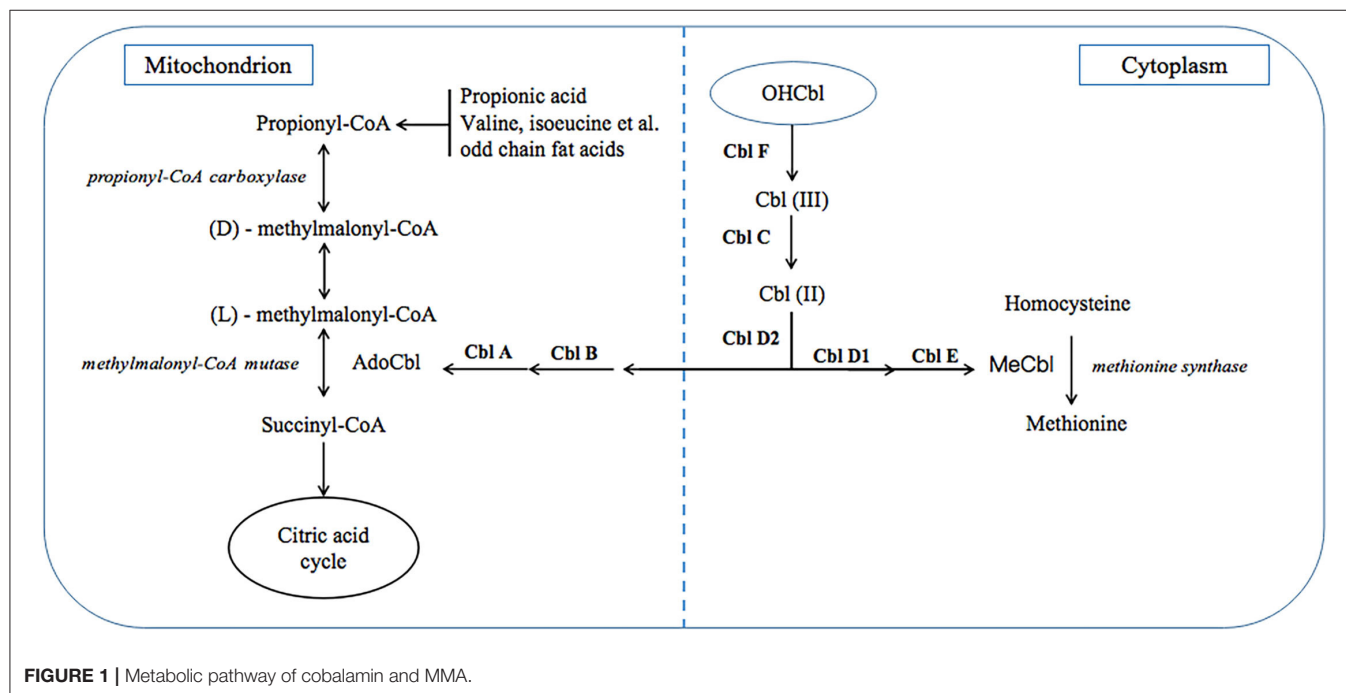 Mitochondrion
Propionyl-CoA
Propionic acid
Valine, isoeucine et al.
odd chain fat acids
propionyl-CoA carboxylase
(D) - methylmalonyl-CoA
(L) - methylmalonyl-CoA
methylmalonyl-CoA mutase
AdoCbl
Cbl A
Cbl B
Succinyl-CoA
Citric acid
cycle
Cytoplasm
OHCbl
Cbl F
Cbl (III)
Cbl C
Cbl (II)
Cbl D2
Cbl D1
Cbl E
Homocysteine
MeCbl
methionine synthase
Methionine
FIGURE 1 | Metabolic pathway of cobalamin and MMA.